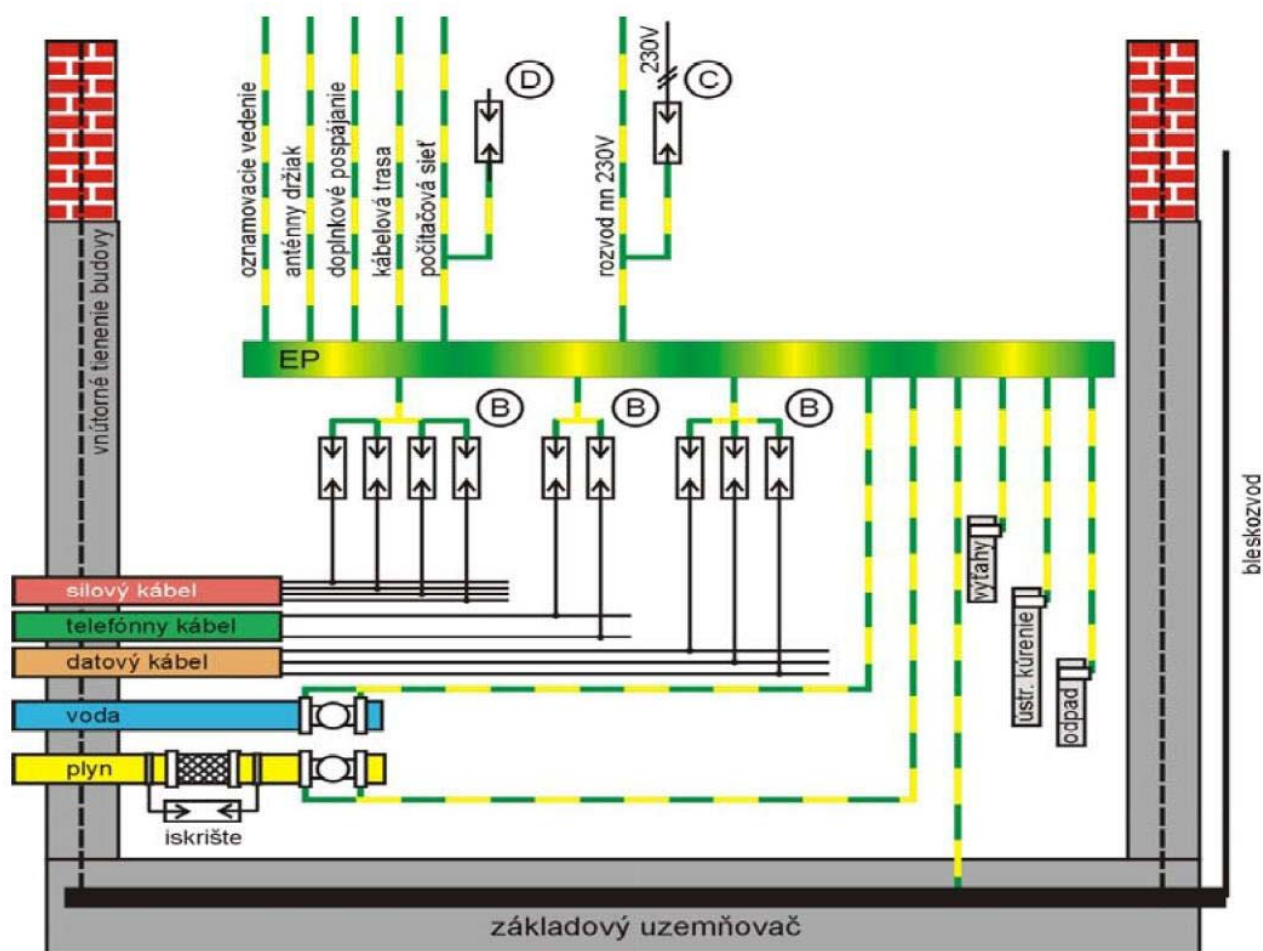 oznamovacie vedenie
anténny držiak
doplnkové pospájanie
kábelová trasa
počítačová sieť
D
rozvod nn 230V
230V
C
vnútorné tienenie budovy
EP
B
B
B
bleskozvod
výťahy
ústr. kúrenie
odpad
silový kábel
telefónny kábel
datový kábel
voda
plyn
iskrište
základový uzemňovač